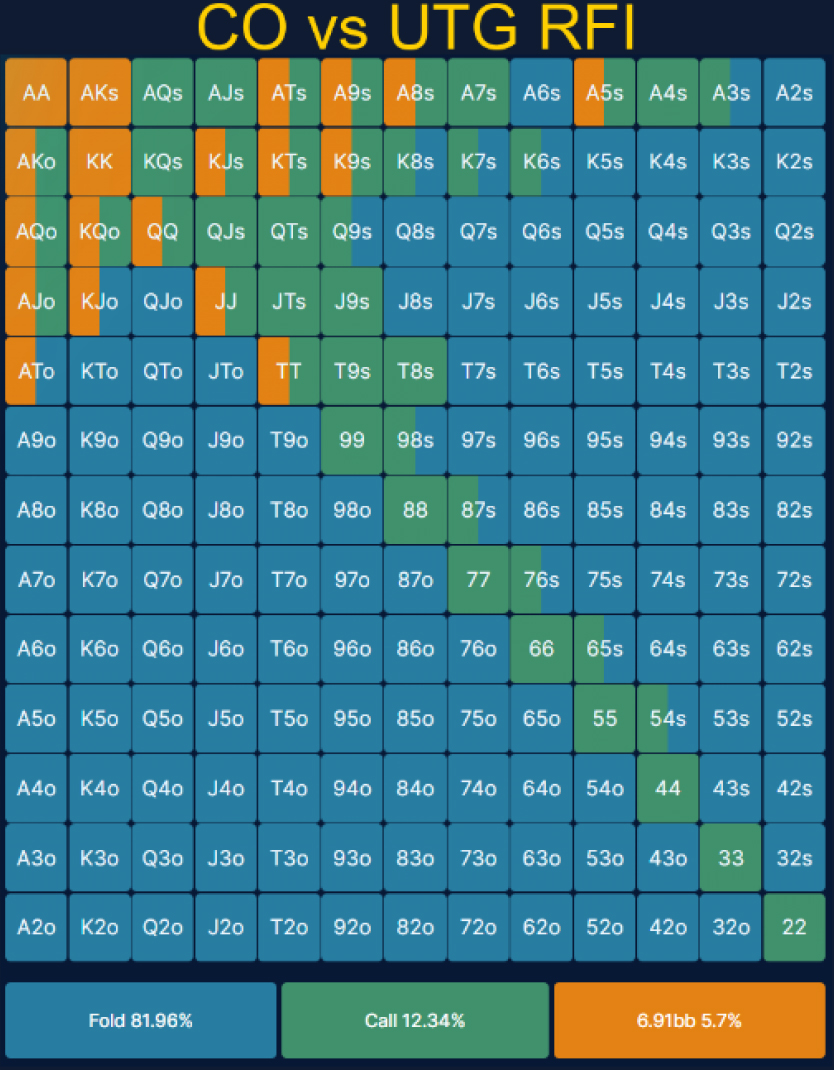 CO vs UTG RFI
AA AKs AQs AJs ATs A9s A8s A7s A6s A5s A4s A3s A2s
AKo KK KQs KJs KTs K9s K8s K7s K6s K5s K4s K3s K2s
AQo KQo QQ QJs QTs Q9s Q8s Q7s Q6s Q5s Q4s Q3s Q2s
AJo KJo QJo JJ JTs J9s J8s J7s J6s J5s J4s J3s J2s
ATo KTo QTo JTo TT T9s T8s T7s T6s T5s T4s T3s T2s
A9o K9o Q9o J9o T9o 99 98s 97s 96s 95s 94s 93s 92s
A8o K8o Q8o J8o T8o 98o 88 87s 86s 85s 84s 83s 82s
A7o K7o Q7o J7o T7o 97o 87o 77 76s 75s 74s 73s 72s
A6o K6o Q6o J6o T6o 96o 86o 76o 66 65s 64s 63s 62s
A5o K5o Q5o J5o T5o 95o 85o 75o 65o 55 54s 53s 52s
A4o K4o Q4o J4o T4o 94o 84o 74o 64o 54o 44 43s 42s
A3o K3o Q3o J3o T3o 93o 83o 73o 63o 53o 43o 33 32s
A2o K2o Q2o J2o T2o 92o 82o 72o 62o 52o 42o 32o 22
Fold 81.96% Call 12.34% 6.91bb 5.7%